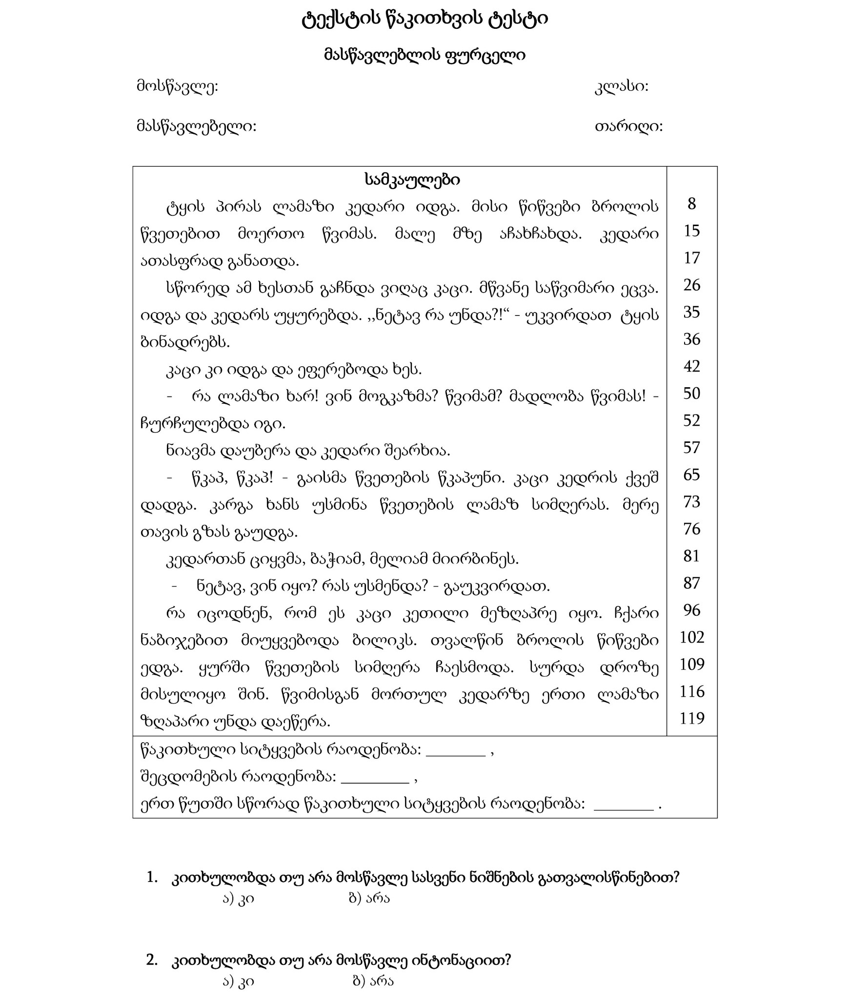 ტექსტის წაკითხვის ტესტი
მასწავლებლის ფურცელი
მოსწავლე: კლასი:
მასწავლებელი: თარიღი:
სამკაულები
ტყის პირას ლამაზი კედარი იდგა. მისი წიწვები ბროლის 8
წვეთებით მოერთო წვიმას. მალე მზე აჩახჩახდა. კედარი 15
ათასფრად განათდა. 17
სწორედ ამ ხესთან გაჩნდა ვიღაც კაცი. მწვანე საწვიმარი ეცვა. 26
იდგა და კედარს უყურებდა. ,,ნეტავ რა უნდა?!“ - უკვირდათ ტყის 35
ბინადრებს. 36
კაცი კი იდგა და ეფერებოდა ხეს. 42
- რა ლამაზი ხარ! ვინ მოგკაზმა? წვიმამ? მადლობა წვიმას! - 50
ჩურჩულებდა იგი. 52
ნიავმა დაუბერა და კედარი შეარხია. 57
- წკაპ, წკაპ! - გაისმა წვეთების წკაპუნი. კაცი კედრის ქვეშ 65
დადგა. კარგა ხანს უსმინა წვეთების ლამაზ სიმღერას. მერე 73
თავის გზას გაუდგა. 76
კედართან ციყვმა, ბაჭიამ, მელიამ მიირბინეს. 81
- ნეტავ, ვინ იყო? რას უსმენდა? - გაუკვირდათ. 87
რა იცოდნენ, რომ ეს კაცი კეთილი მეზღაპრე იყო. ჩქარი 96
ნაბიჯებით მიუყვებოდა ბილიკს. თვალწინ ბროლის წიწვები 102
ედგა. ყურში წვეთების სიმღერა ჩაესმოდა. სურდა დროზე 109
მისულიყო შინ. წვიმისგან მორთულ კედარზე ერთი ლამაზი 116
ზღაპარი უნდა დაეწერა. 119
წაკითხული სიტყვების რაოდენობა: ________ ,
შეცდომების რაოდენობა: _________ ,
ერთ წუთში სწორად წაკითხული სიტყვების რაოდენობა: ________ .
1. კითხულობდა თუ არა მოსწავლე სასვენი ნიშნების გათვალისწინებით?
ა) კი ბ) არა
2. კითხულობდა თუ არა მოსწავლე ინტონაციით?
ა) კი ბ) არა